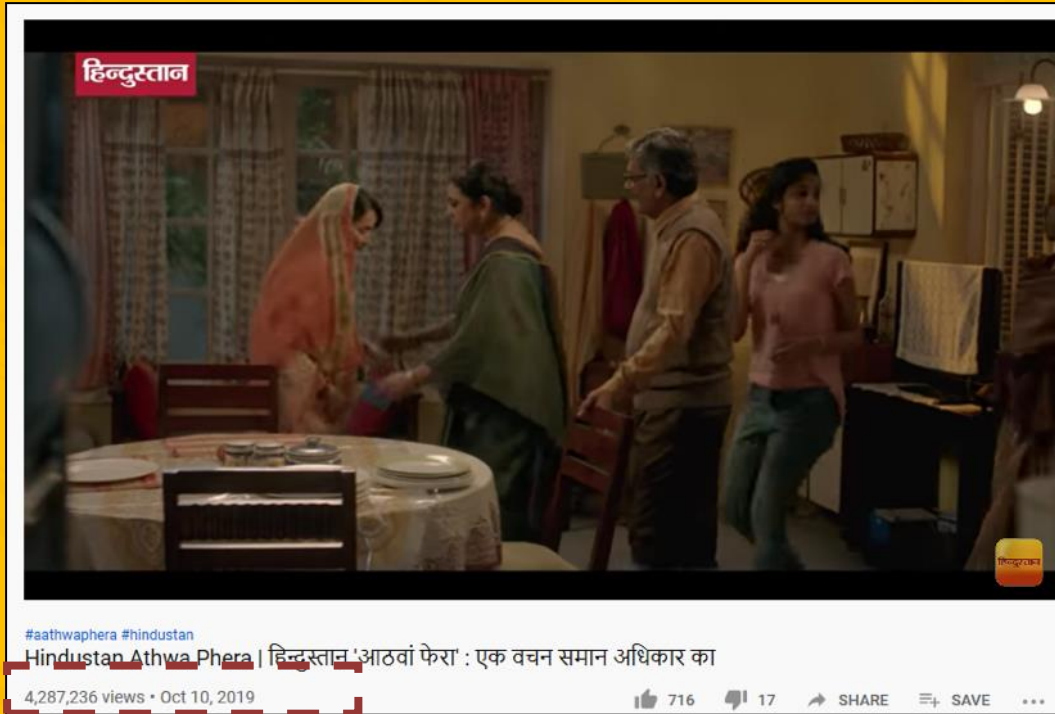 हिन्दुस्तान
हिन्दुस्तान
#aathwaphera #hindustan
Hindustan Athwa Phera | हिन्दुस्तान 'आठवां फेरा' : एक वचन समान अधिकार का
4,287,236 views • Oct 10, 2019
716 17 SHARE SAVE